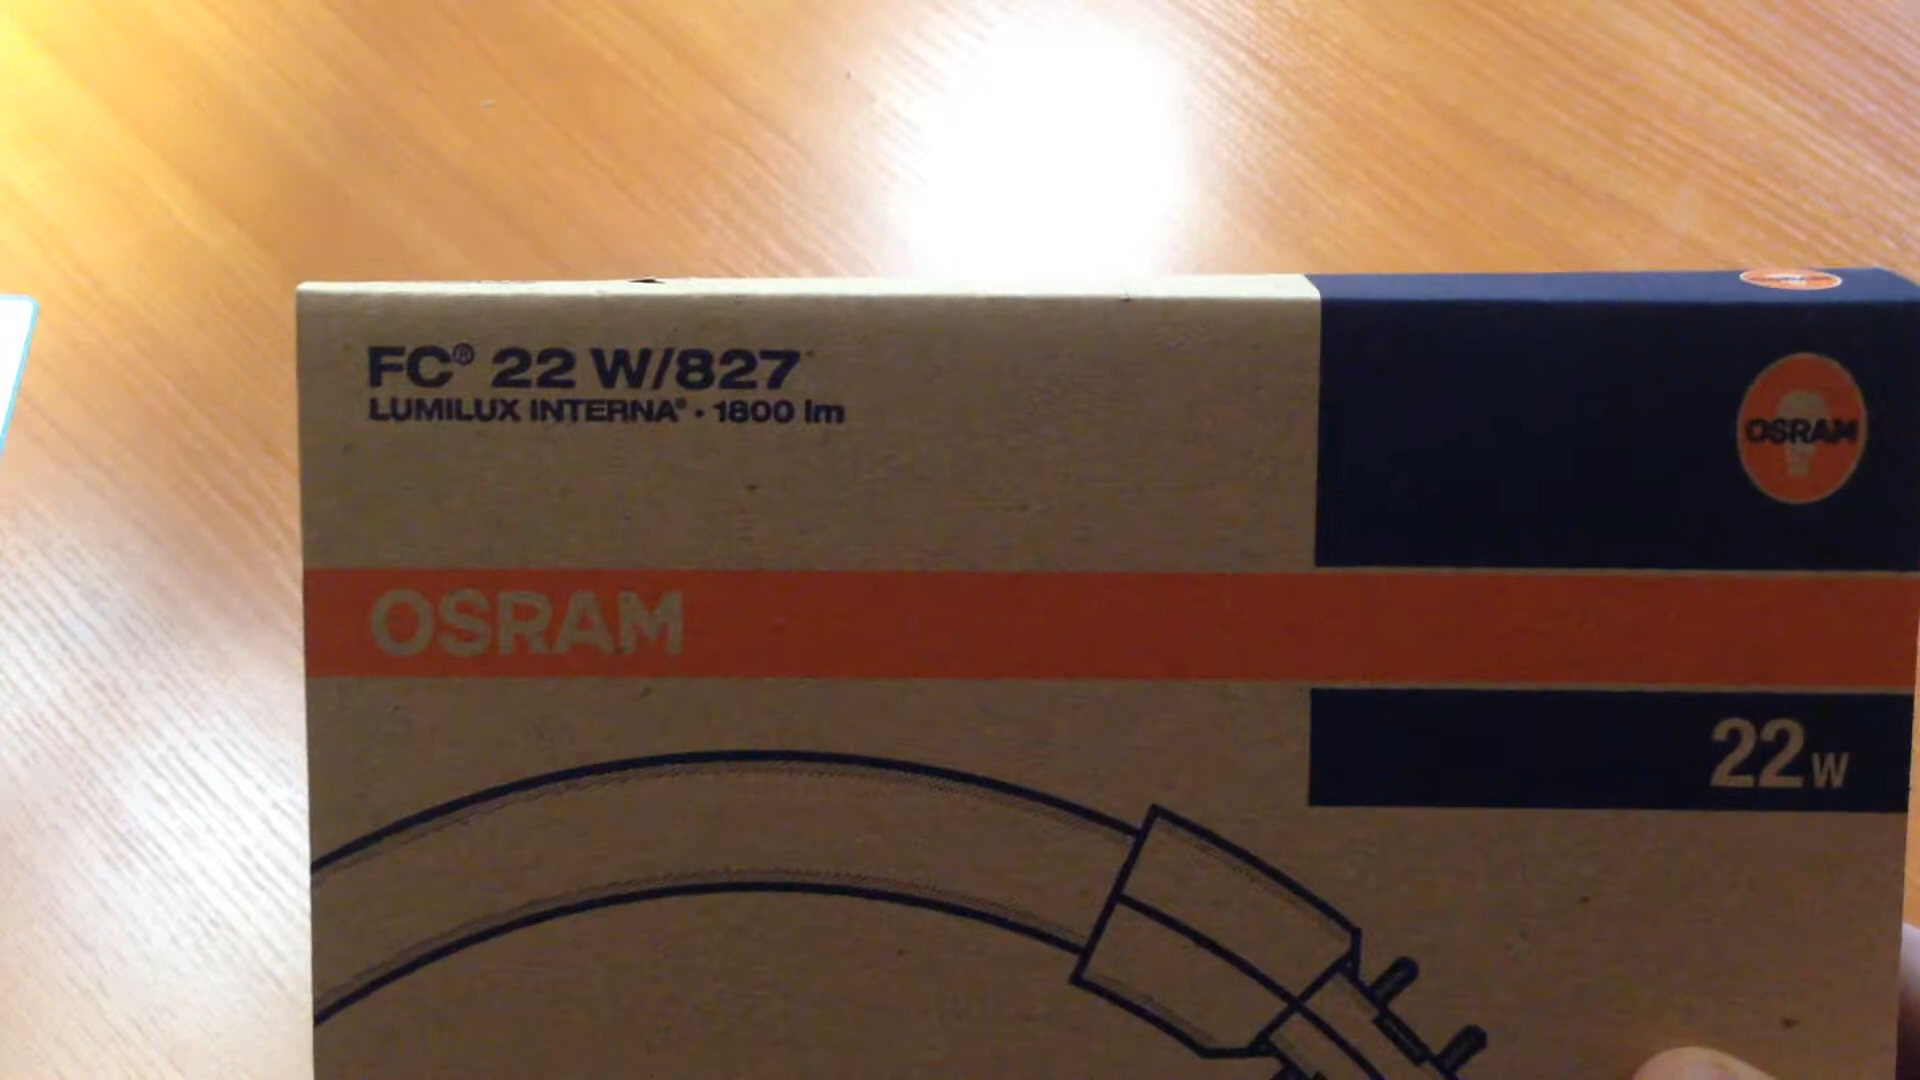 FC® 22 W/827
LUMILUX INTERNA® • 1800 lm
OSRAM
OSRAM
22 W